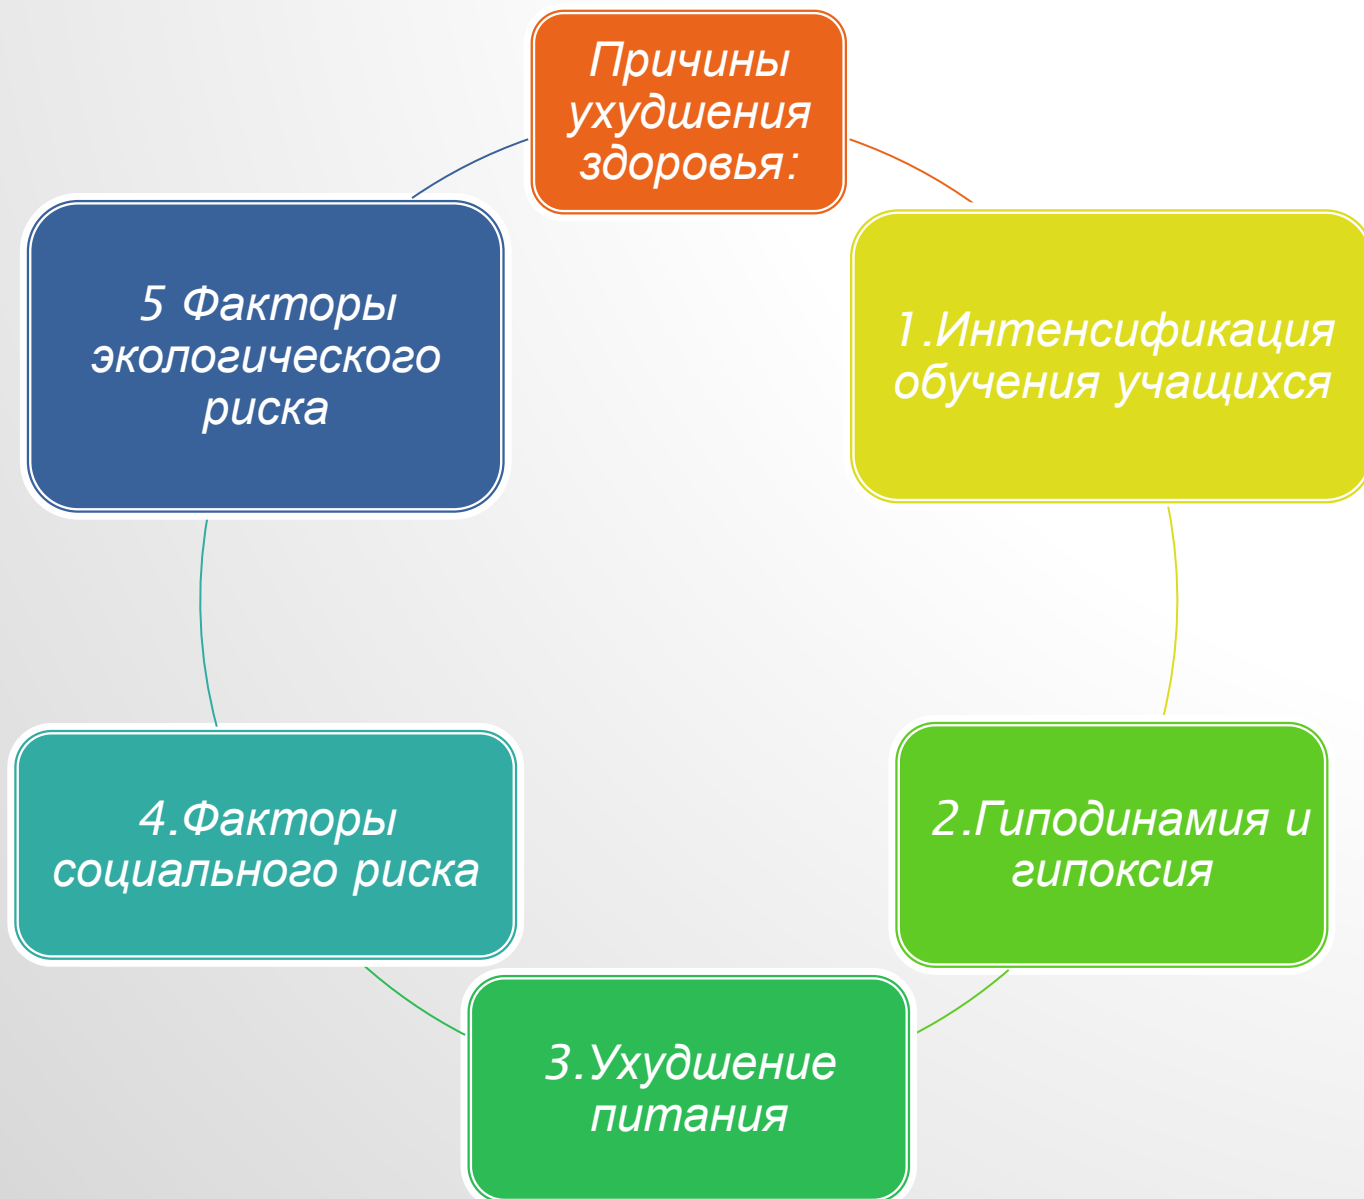 Причины
ухудшения
здоровья:
1.Интенсификация
обучения учащихся
2.Гиподинамия и
гипоксия
3.Ухудшение
питания
4.Факторы
социального риска
5 Факторы
экологического
риска